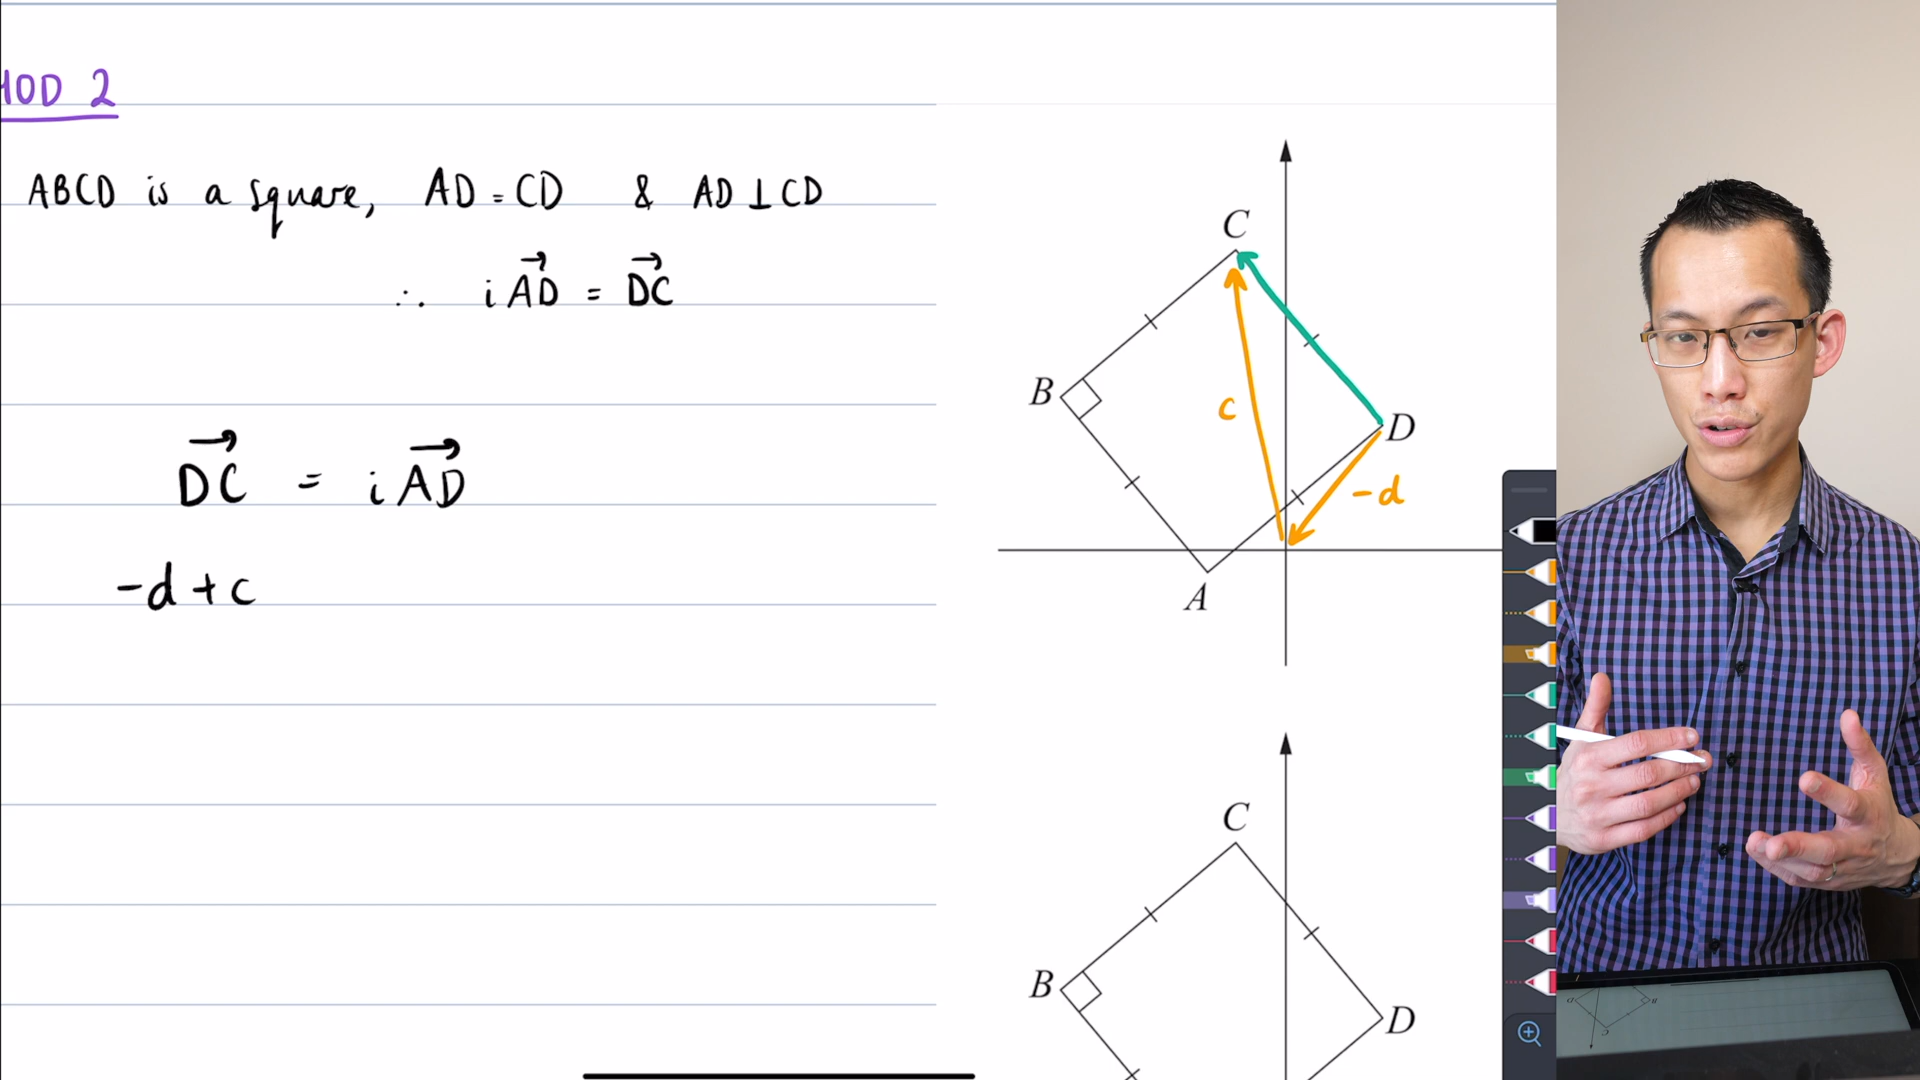 HOD 2
ABCD is a square, AD = CD & AD ⊥ CD
∴ i AD→ = DC→
DC→ = i AD→
-d + c
C
B
c
D
-d
A
C
B
D